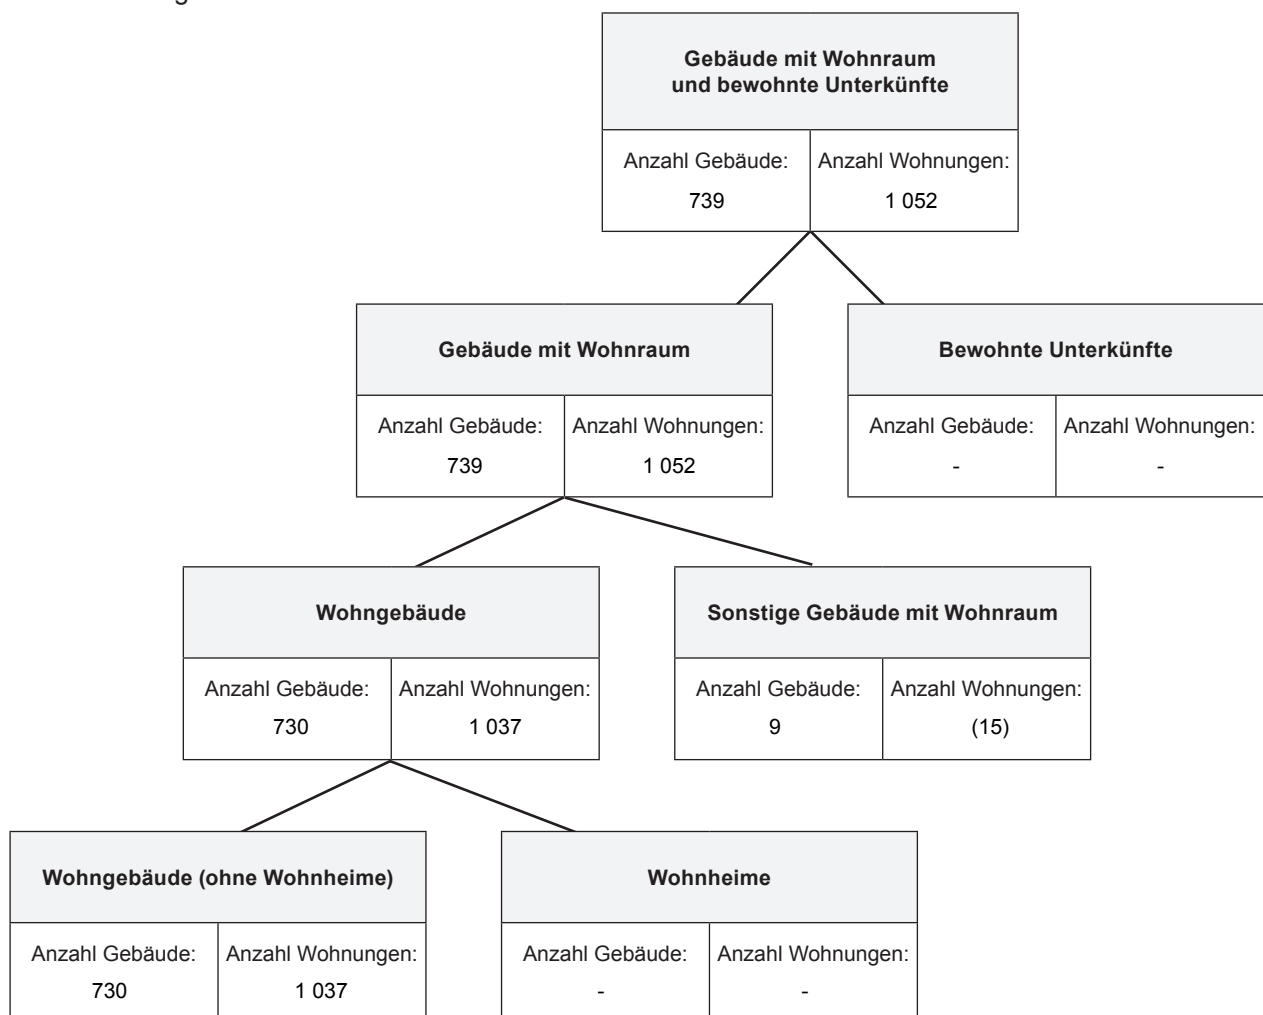 Gebäude mit Wohnraum
und bewohnte Unterkünfte
Anzahl Gebäude: Anzahl Wohnungen:
739 1 052
Gebäude mit Wohnraum
Anzahl Gebäude: Anzahl Wohnungen:
739 1 052
Bewohnte Unterkünfte
Anzahl Gebäude: Anzahl Wohnungen:
- -
Wohngebäude
Anzahl Gebäude: Anzahl Wohnungen:
730 1 037
Sonstige Gebäude mit Wohnraum
Anzahl Gebäude: Anzahl Wohnungen:
9 (15)
Wohngebäude (ohne Wohnheime)
Anzahl Gebäude: Anzahl Wohnungen:
730 1 037
Wohnheime
Anzahl Gebäude: Anzahl Wohnungen:
- -